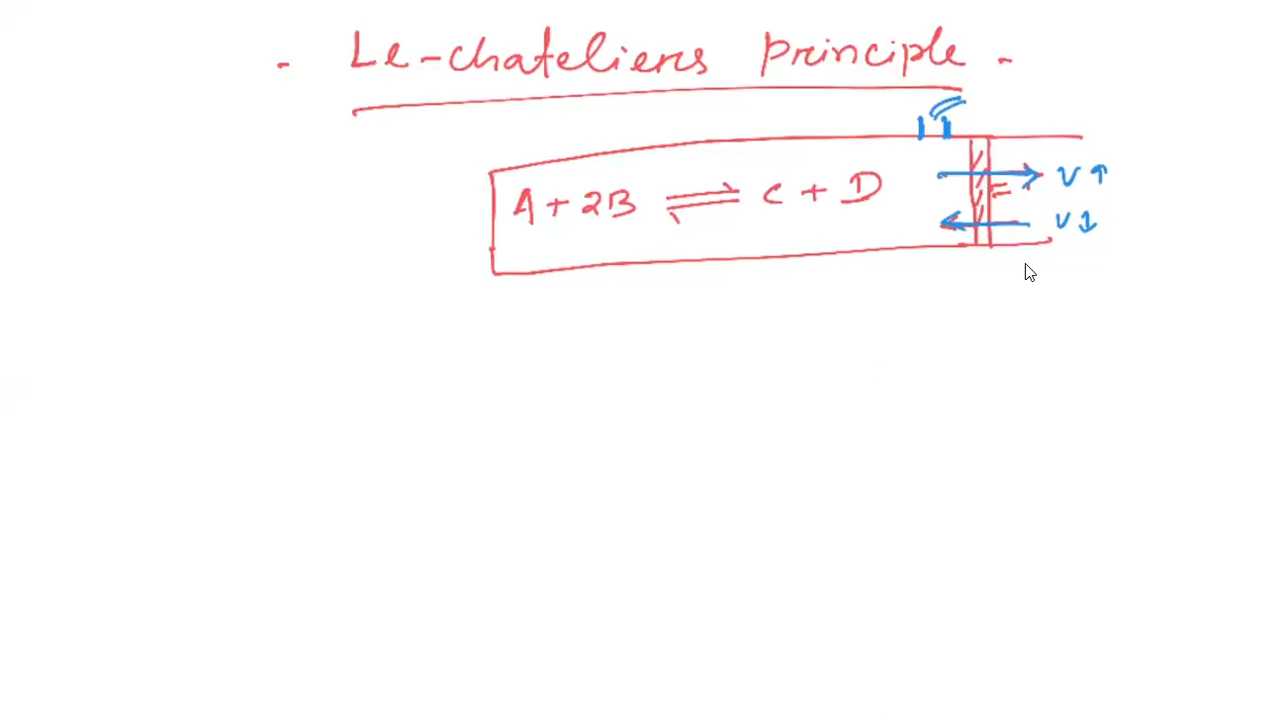 - Le-chateliers principle -
A + 2B ⇌ C + D
V ↑
V ↓